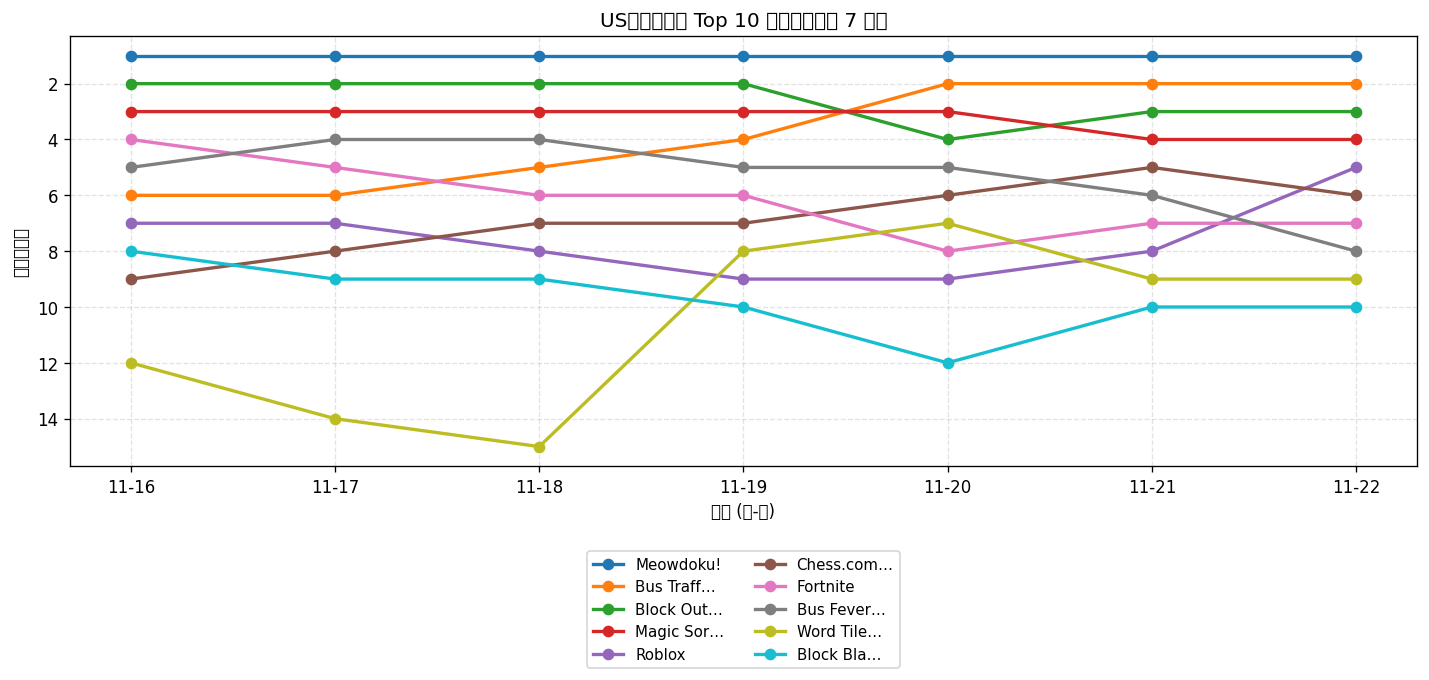 US Top 10 7
2
4
6
8
10
12
14
11-16 11-17 11-18 11-19 11-20 11-21 11-22
( - )
Meowdoku!
Bus Traff...
Block Out...
Magic Sor...
Roblox
Chess.com...
Fortnite
Bus Fever...
Word Tile...
Block Bla...